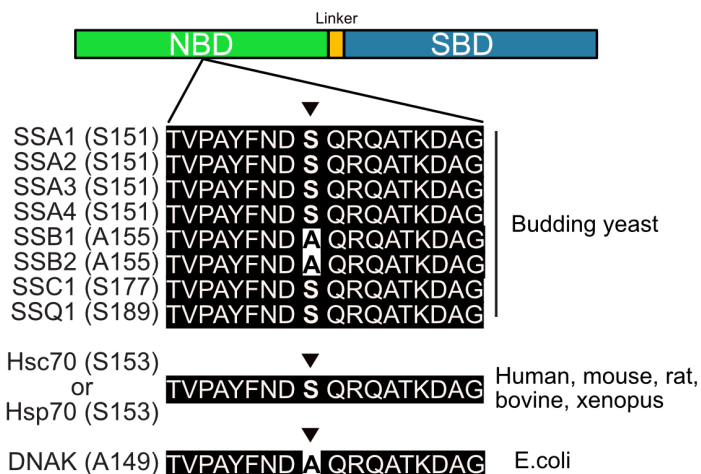 Linker
NBD SBD
SSA1 (S151) TVPAYFND S QRQATKDAG
SSA2 (S151) TVPAYFND S QRQATKDAG
SSA3 (S151) TVPAYFND S QRQATKDAG
SSA4 (S151) TVPAYFND S QRQATKDAG
SSB1 (A155) TVPAYFND A QRQATKDAG
SSB2 (A155) TVPAYFND A QRQATKDAG
SSC1 (S177) TVPAYFND S QRQATKDAG
SSQ1 (S189) TVPAYFND S QRQATKDAG
Budding yeast
Hsc70 (S153)
or
Hsp70 (S153)
TVPAYFND S QRQATKDAG
Human, mouse, rat,
bovine, xenopus
DNAK (A149) TVPAYFND A QRQATKDAG E.coli